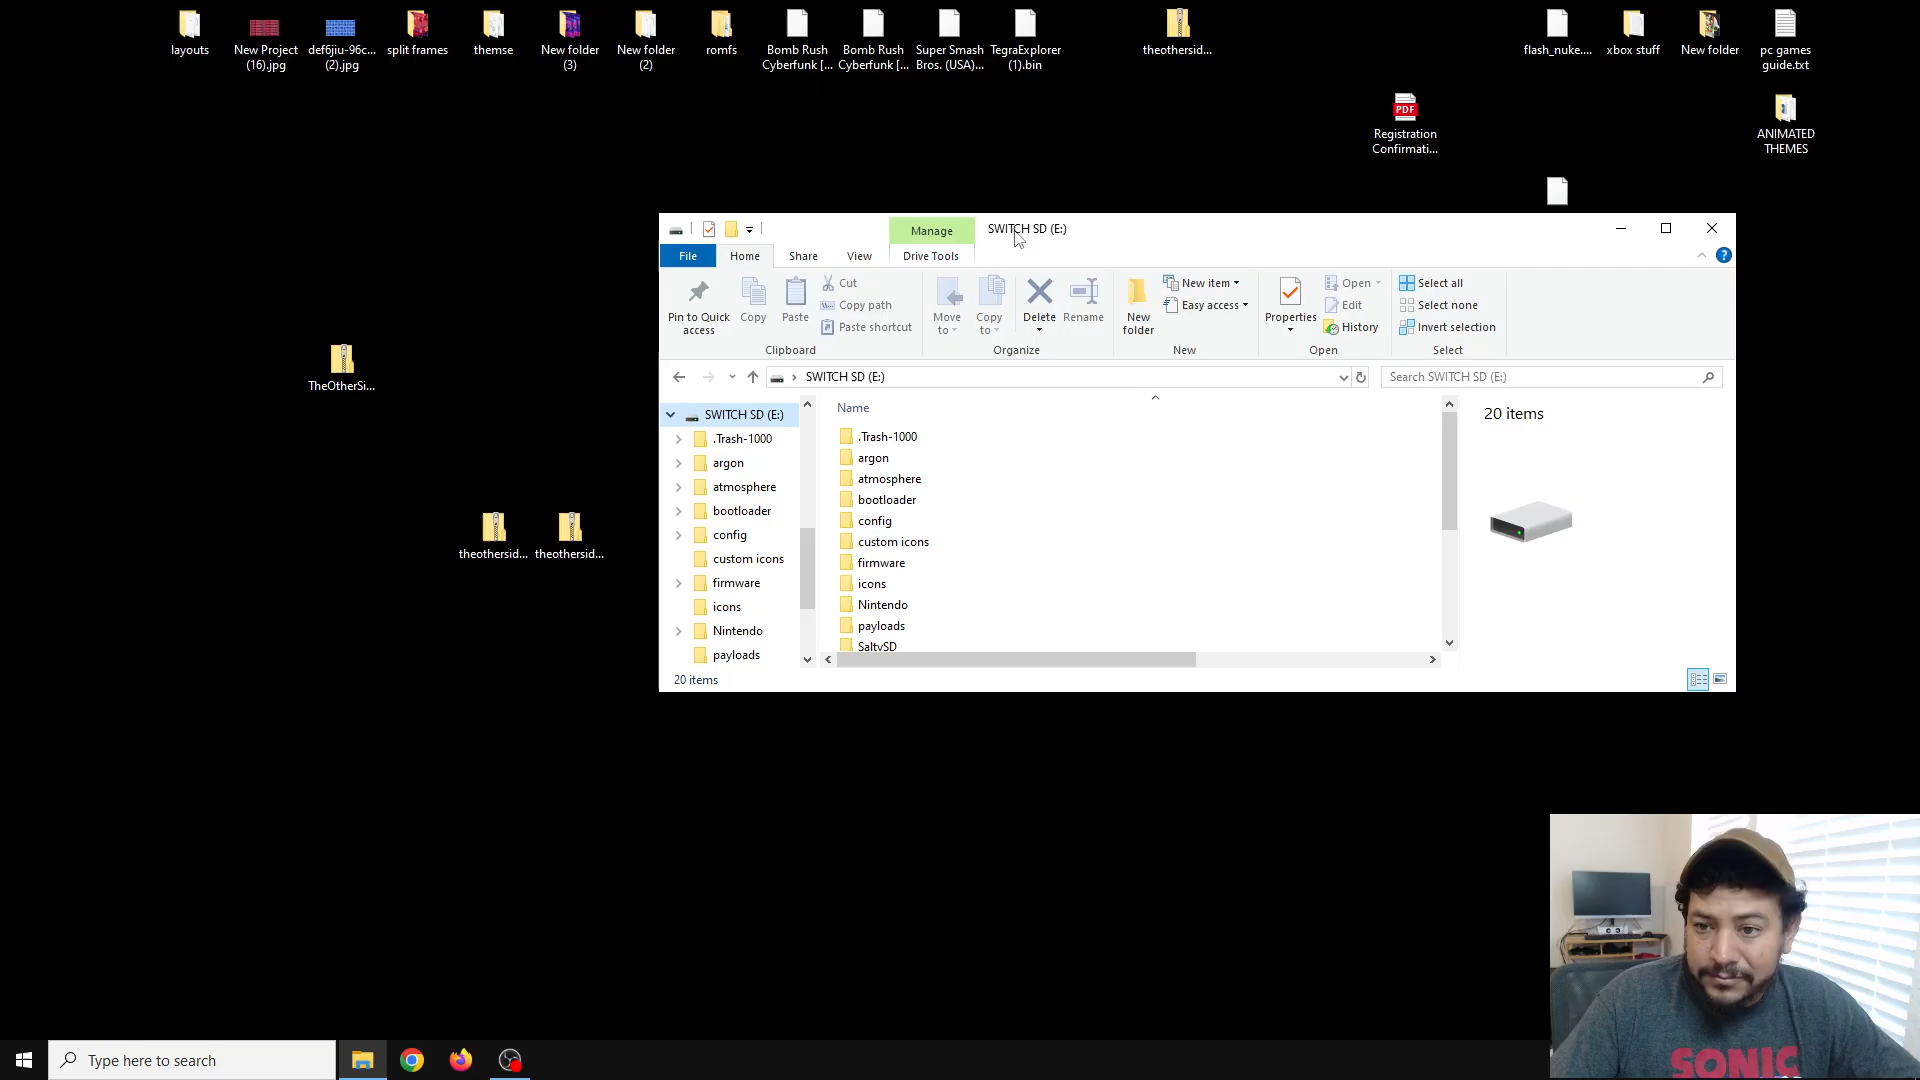 layouts
New Project
(16).jpg
def6jiu-96c...
(2).jpg
split frames
themse
New folder
(3)
New folder
(2)
romfs
Bomb Rush
Cyberfunk [...
Bomb Rush
Cyberfunk [...
Super Smash
Bros. (USA)...
TegraExplorer
(1).bin
theothersid...
flash_nuke....
xbox stuff
New folder
pc games
guide.txt
PDF
Registration
Confirmati...
ANIMATED
THEMES
TheOtherSi...
theothersid...
theothersid...
Manage
SWITCH SD (E:)
File
Home
Share
View
Drive Tools
Pin to Quick
access
Copy
Paste
Cut
Copy path
Paste shortcut
Clipboard
Move
to
Copy
to
Delete
Rename
Organize
New
folder
New item
Easy access
New
Properties
Open
Edit
History
Open
Select all
Select none
Invert selection
Select
SWITCH SD (E:)
Search SWITCH SD (E:)
SWITCH SD (E:)
.Trash-1000
argon
atmosphere
bootloader
config
custom icons
firmware
icons
Nintendo
payloads
Name
.Trash-1000
argon
atmosphere
bootloader
config
custom icons
firmware
icons
Nintendo
payloads
SaltySD
20 items
20 items
SONIC
Type here to search